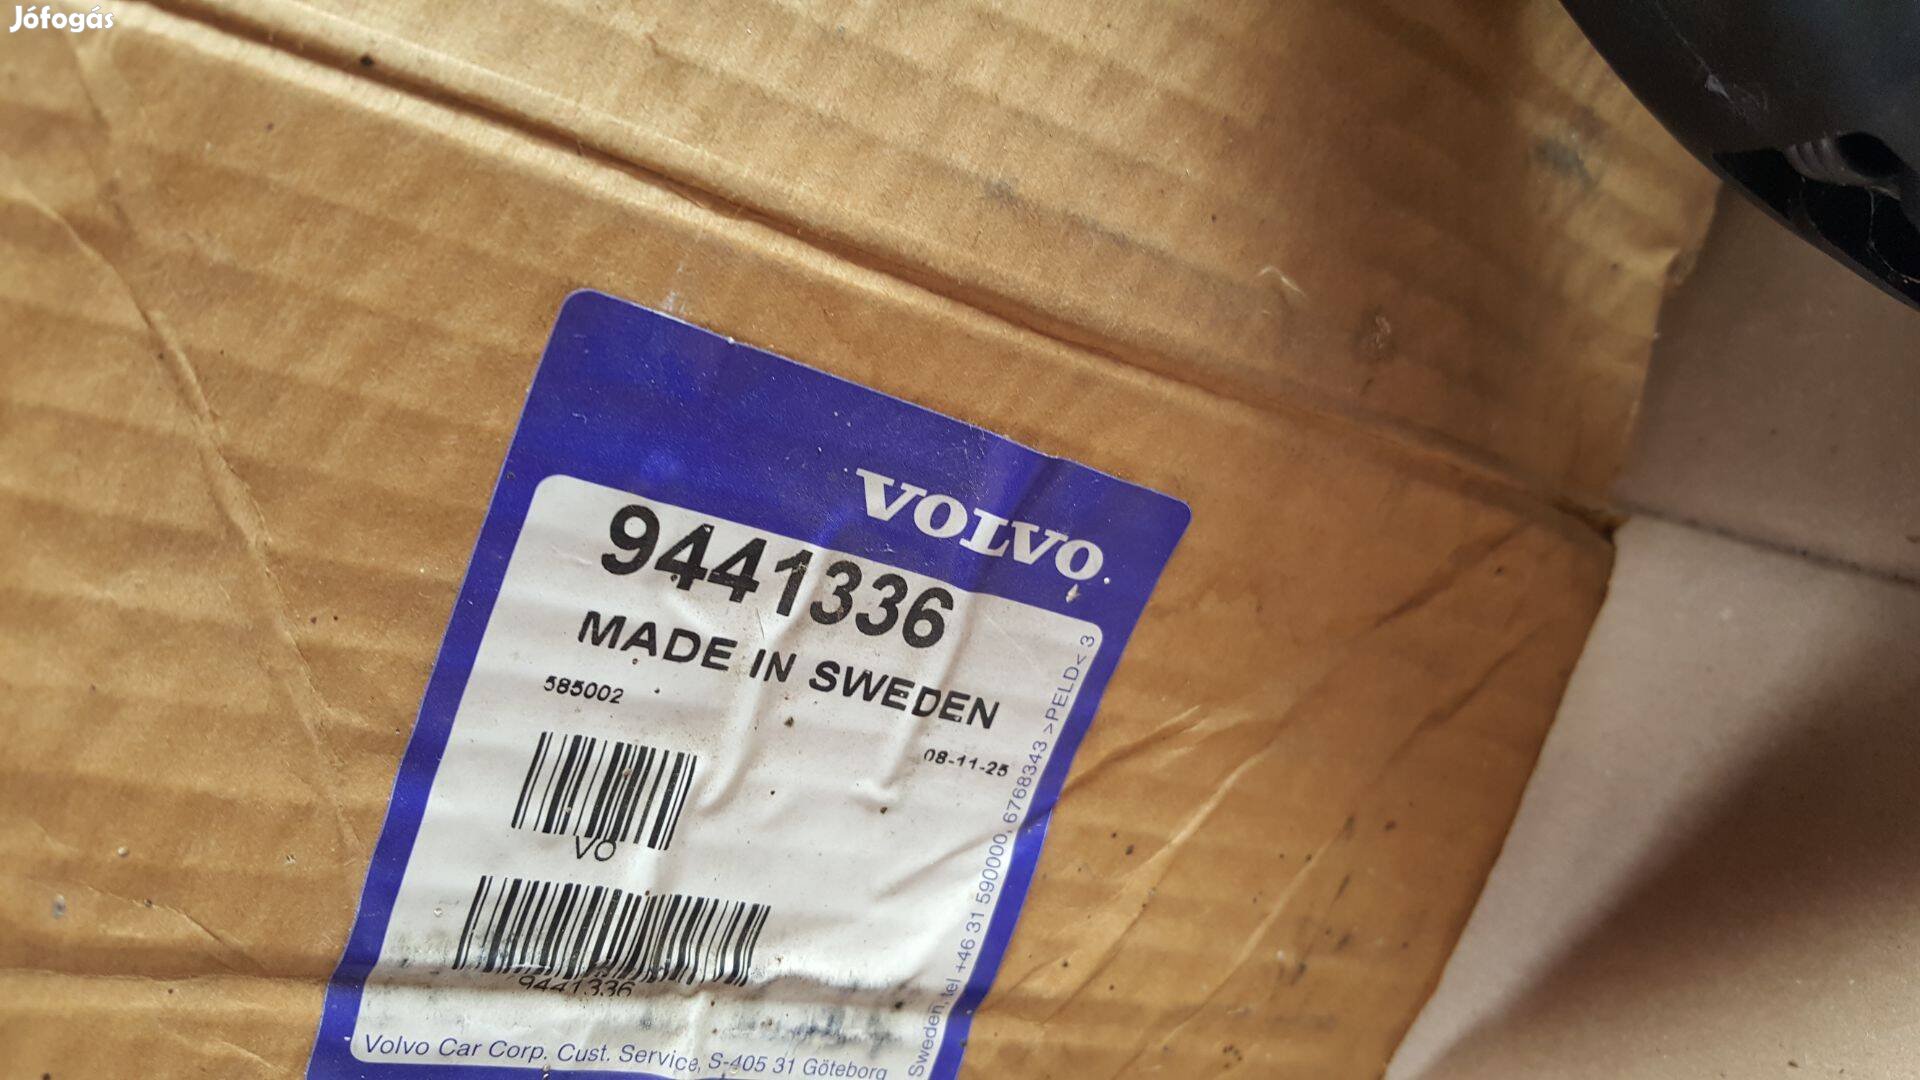 Jófogás
VOLVO
9441336
MADE IN SWEDEN
585002
08-11-25
VO
9441336
Volvo Car Corp. Cust. Service, S-405 31 Göteborg
Sweden, tel +46 31 590000, 6768343 >PELD< 3